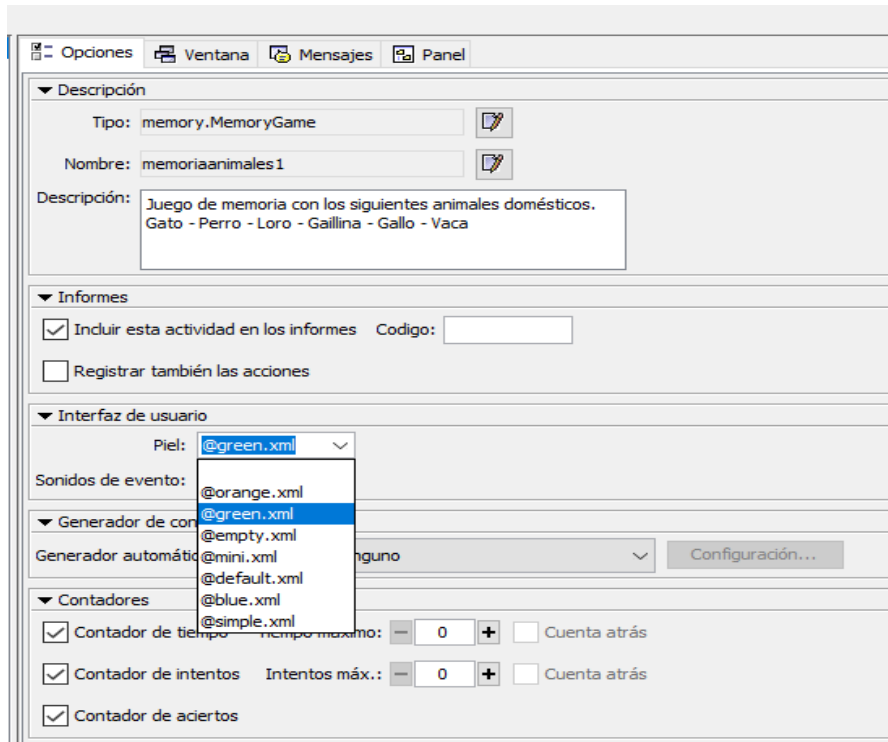 Opciones Ventana Mensajes Panel
Descripción
Tipo: memory.MemoryGame
Nombre: memoriaanimales1
Descripción: Juego de memoria con los siguientes animales domésticos.
Gato - Perro - Loro - Gaillina - Gallo - Vaca
Informes
Incluir esta actividad en los informes Codigo:
Registrar también las acciones
Interfaz de usuario
Piel: @green.xml
Sonidos de evento:
@orange.xml
@green.xml
@empty.xml
@mini.xml
@default.xml
@blue.xml
@simple.xml
Generador de con
Generador automátic nguno Configuración...
Contadores
Contador de tiempo Tiempo máximo: 0 Cuenta atrás
Contador de intentos Intentos máx.: 0 Cuenta atrás
Contador de aciertos